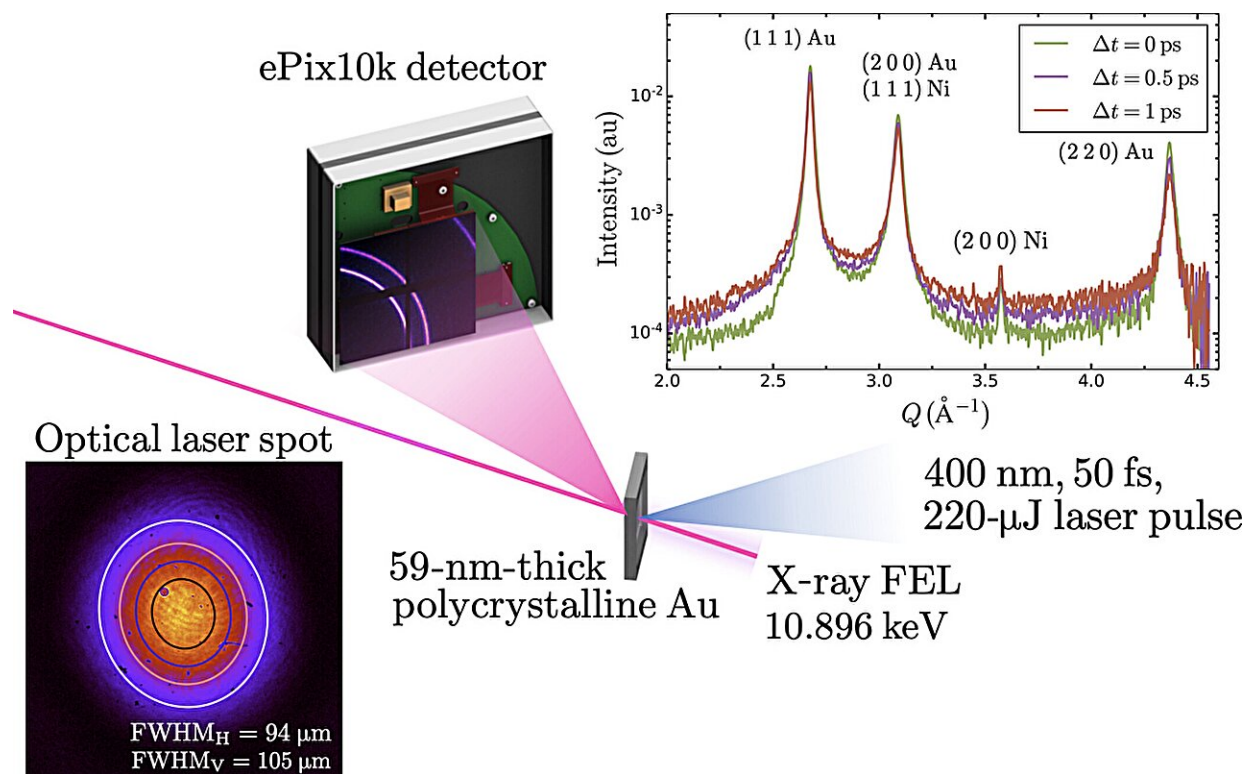 ePix10k detector
(1 1 1) Au
(2 0 0) Au
(1 1 1) Ni
Δt = 0 ps
Δt = 0.5 ps
Δt = 1 ps
(2 2 0) Au
(2 0 0) Ni
Intensity (au)
10⁻²
10⁻³
10⁻⁴
2.0 2.5 3.0 3.5 4.0 4.5
Q (Å⁻¹)
Optical laser spot
FWHM_H = 94 μm
FWHM_V = 105 μm
59-nm-thick
polycrystalline Au
400 nm, 50 fs,
220-μJ laser pulse
X-ray FEL
10.896 keV